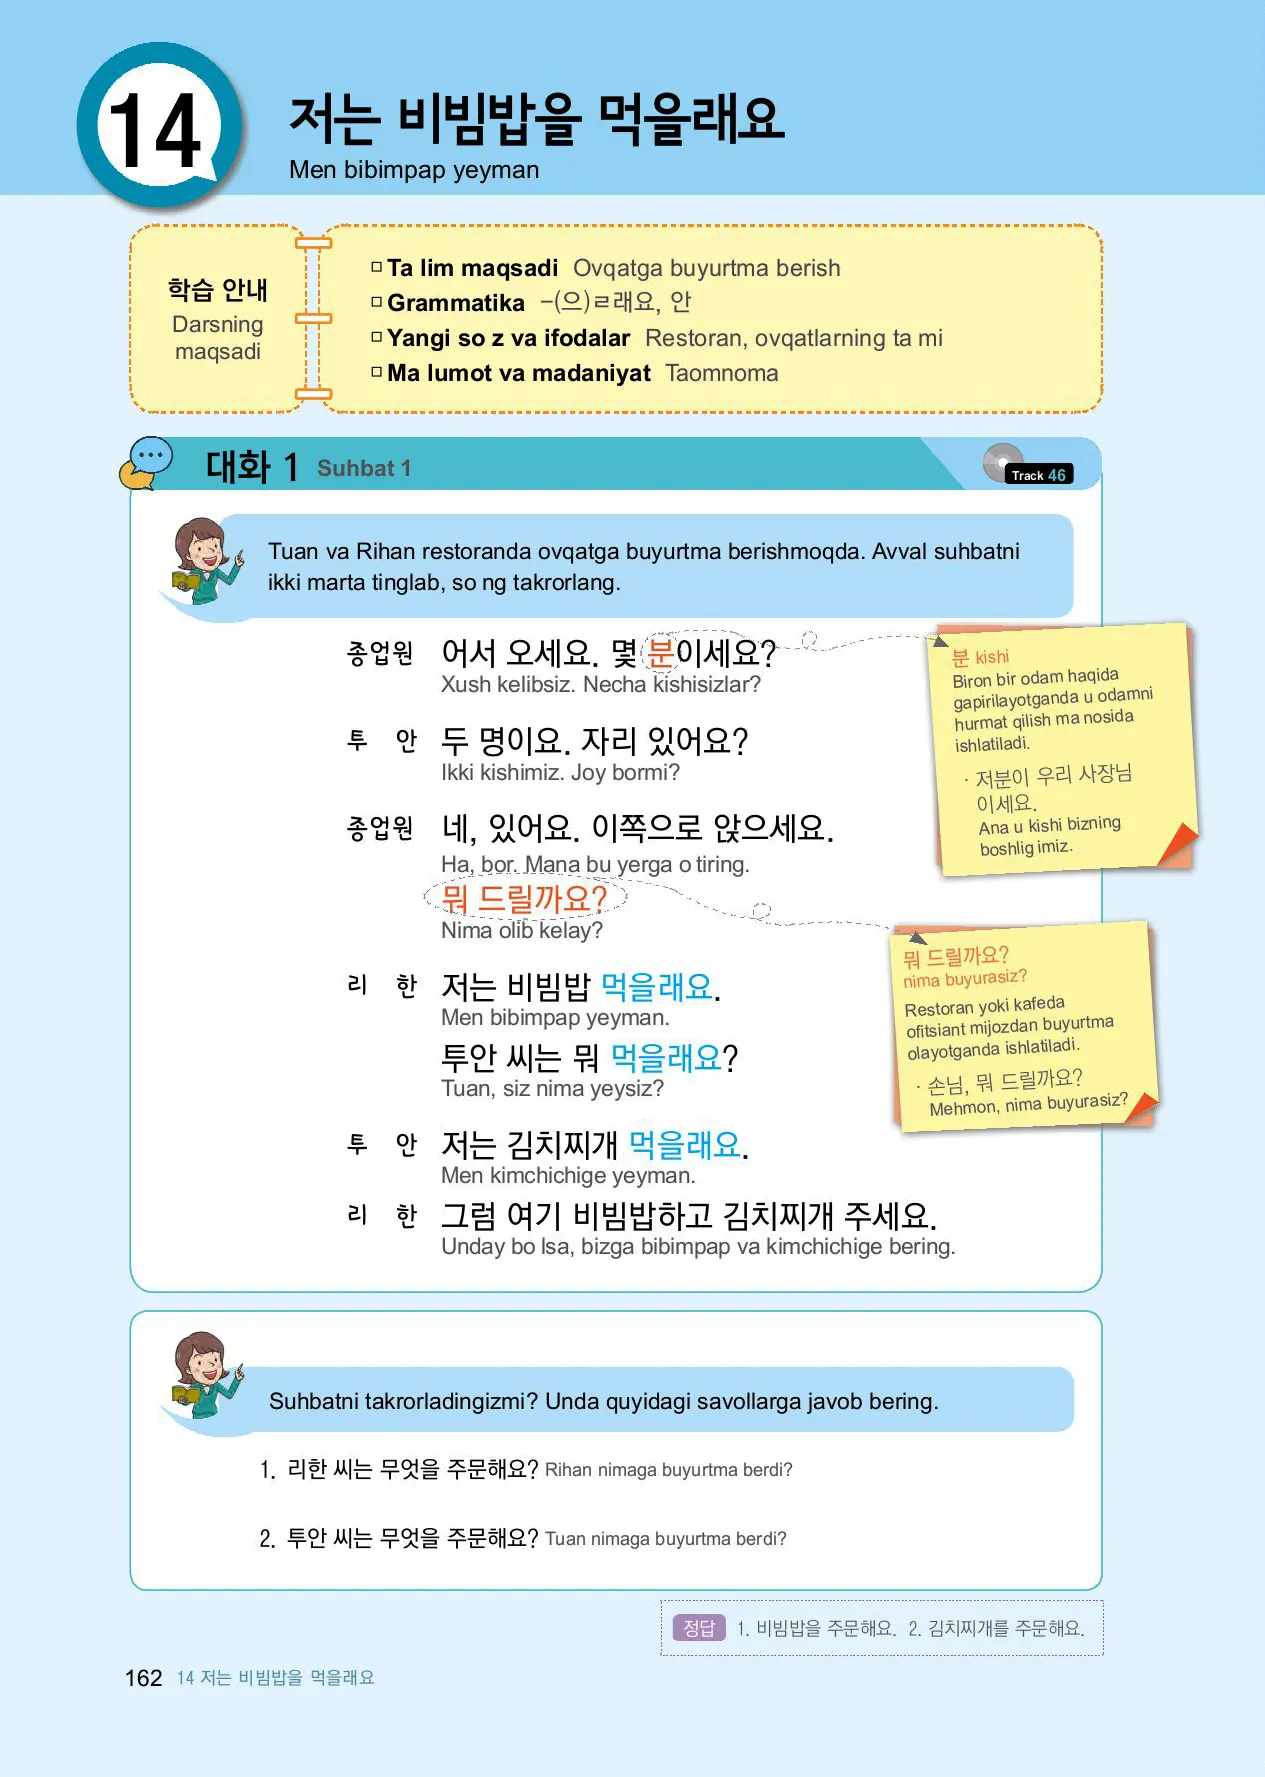 14
저는 비빔밥을 먹을래요
Men bibimpap yeyman
학습 안내
Darsning
maqsadi
Ta lim maqsadi Ovqatga buyurtma berish
Grammatika -(으)ㄹ래요, 안
Yangi so z va ifodalar Restoran, ovqatlarning ta mi
Ma lumot va madaniyat Taomnoma
대화 1 Suhbat 1
Track 46
Tuan va Rihan restoranda ovqatga buyurtma berishmoqda. Avval suhbatni
ikki marta tinglab, so ng takrorlang.
종업원 어서 오세요. 몇 분이세요?
Xush kelibsiz. Necha kishisizlar?
투 안 두 명이요. 자리 있어요?
Ikki kishimiz. Joy bormi?
종업원 네, 있어요. 이쪽으로 앉으세요.
Ha, bor. Mana bu yerga o tiring.
뭐 드릴까요?
Nima olib kelay?
리 한 저는 비빔밥 먹을래요.
Men bibimpap yeyman.
투안 씨는 뭐 먹을래요?
Tuan, siz nima yeysiz?
투 안 저는 김치찌개 먹을래요.
Men kimchichige yeyman.
리 한 그럼 여기 비빔밥하고 김치찌개 주세요.
Unday bo lsa, bizga bibimpap va kimchichige bering.
분 kishi
Biron bir odam haqida
gapirilayotganda u odamni
hurmat qilish ma nosida
ishlatiladi.
· 저분이 우리 사장님
이세요.
Ana u kishi bizning
boshlig imiz.
뭐 드릴까요?
nima buyurasiz?
Restoran yoki kafeda
ofitsiant mijozdan buyurtma
olayotganda ishlatiladi.
· 손님, 뭐 드릴까요?
Mehmon, nima buyurasiz?
Suhbatni takrorladingizmi? Unda quyidagi savollarga javob bering.
1. 리한 씨는 무엇을 주문해요? Rihan nimaga buyurtma berdi?
2. 투안 씨는 무엇을 주문해요? Tuan nimaga buyurtma berdi?
정답 1. 비빔밥을 주문해요. 2. 김치찌개를 주문해요.
162 14 저는 비빔밥을 먹을래요